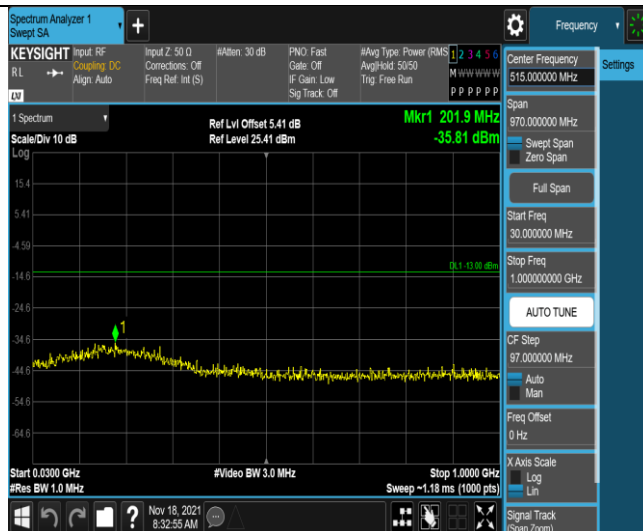 Spectrum Analyzer 1
Swept SA
+
Frequency
KEYSIGHT
RL
LXI
Input: RF
Coupling: DC
Align: Auto
Input Z: 50 Ω
Corrections: Off
Freq Ref: Int (S)
#Atten: 30 dB
PNO: Fast
Gate: Off
IF Gain: Low
Sig Track: Off
#Avg Type: Power (RMS
Avg|Hold: 50/50
Trig: Free Run
1 2 3 4 5 6
M W W W W W
P P P P P P
1 Spectrum
Scale/Div 10 dB
Log
Ref Lvl Offset 5.41 dB
Ref Level 25.41 dBm
Mkr1 201.9 MHz
-35.81 dBm
15.4
5.41
-4.59
-14.6
-24.6
-34.6
-44.6
-54.6
-64.6
DL1 -13.00 dBm
1
Start 0.0300 GHz
#Res BW 1.0 MHz
#Video BW 3.0 MHz
Stop 1.0000 GHz
Sweep ~1.18 ms (1000 pts)
Nov 18, 2021
8:32:55 AM
?
Center Frequency
515.000000 MHz
Settings
Span
970.000000 MHz
Swept Span
Zero Span
Full Span
Start Freq
30.000000 MHz
Stop Freq
1.000000000 GHz
AUTO TUNE
CF Step
97.000000 MHz
Auto
Man
Freq Offset
0 Hz
X Axis Scale
Log
Lin
Signal Track
(Span Zoom)